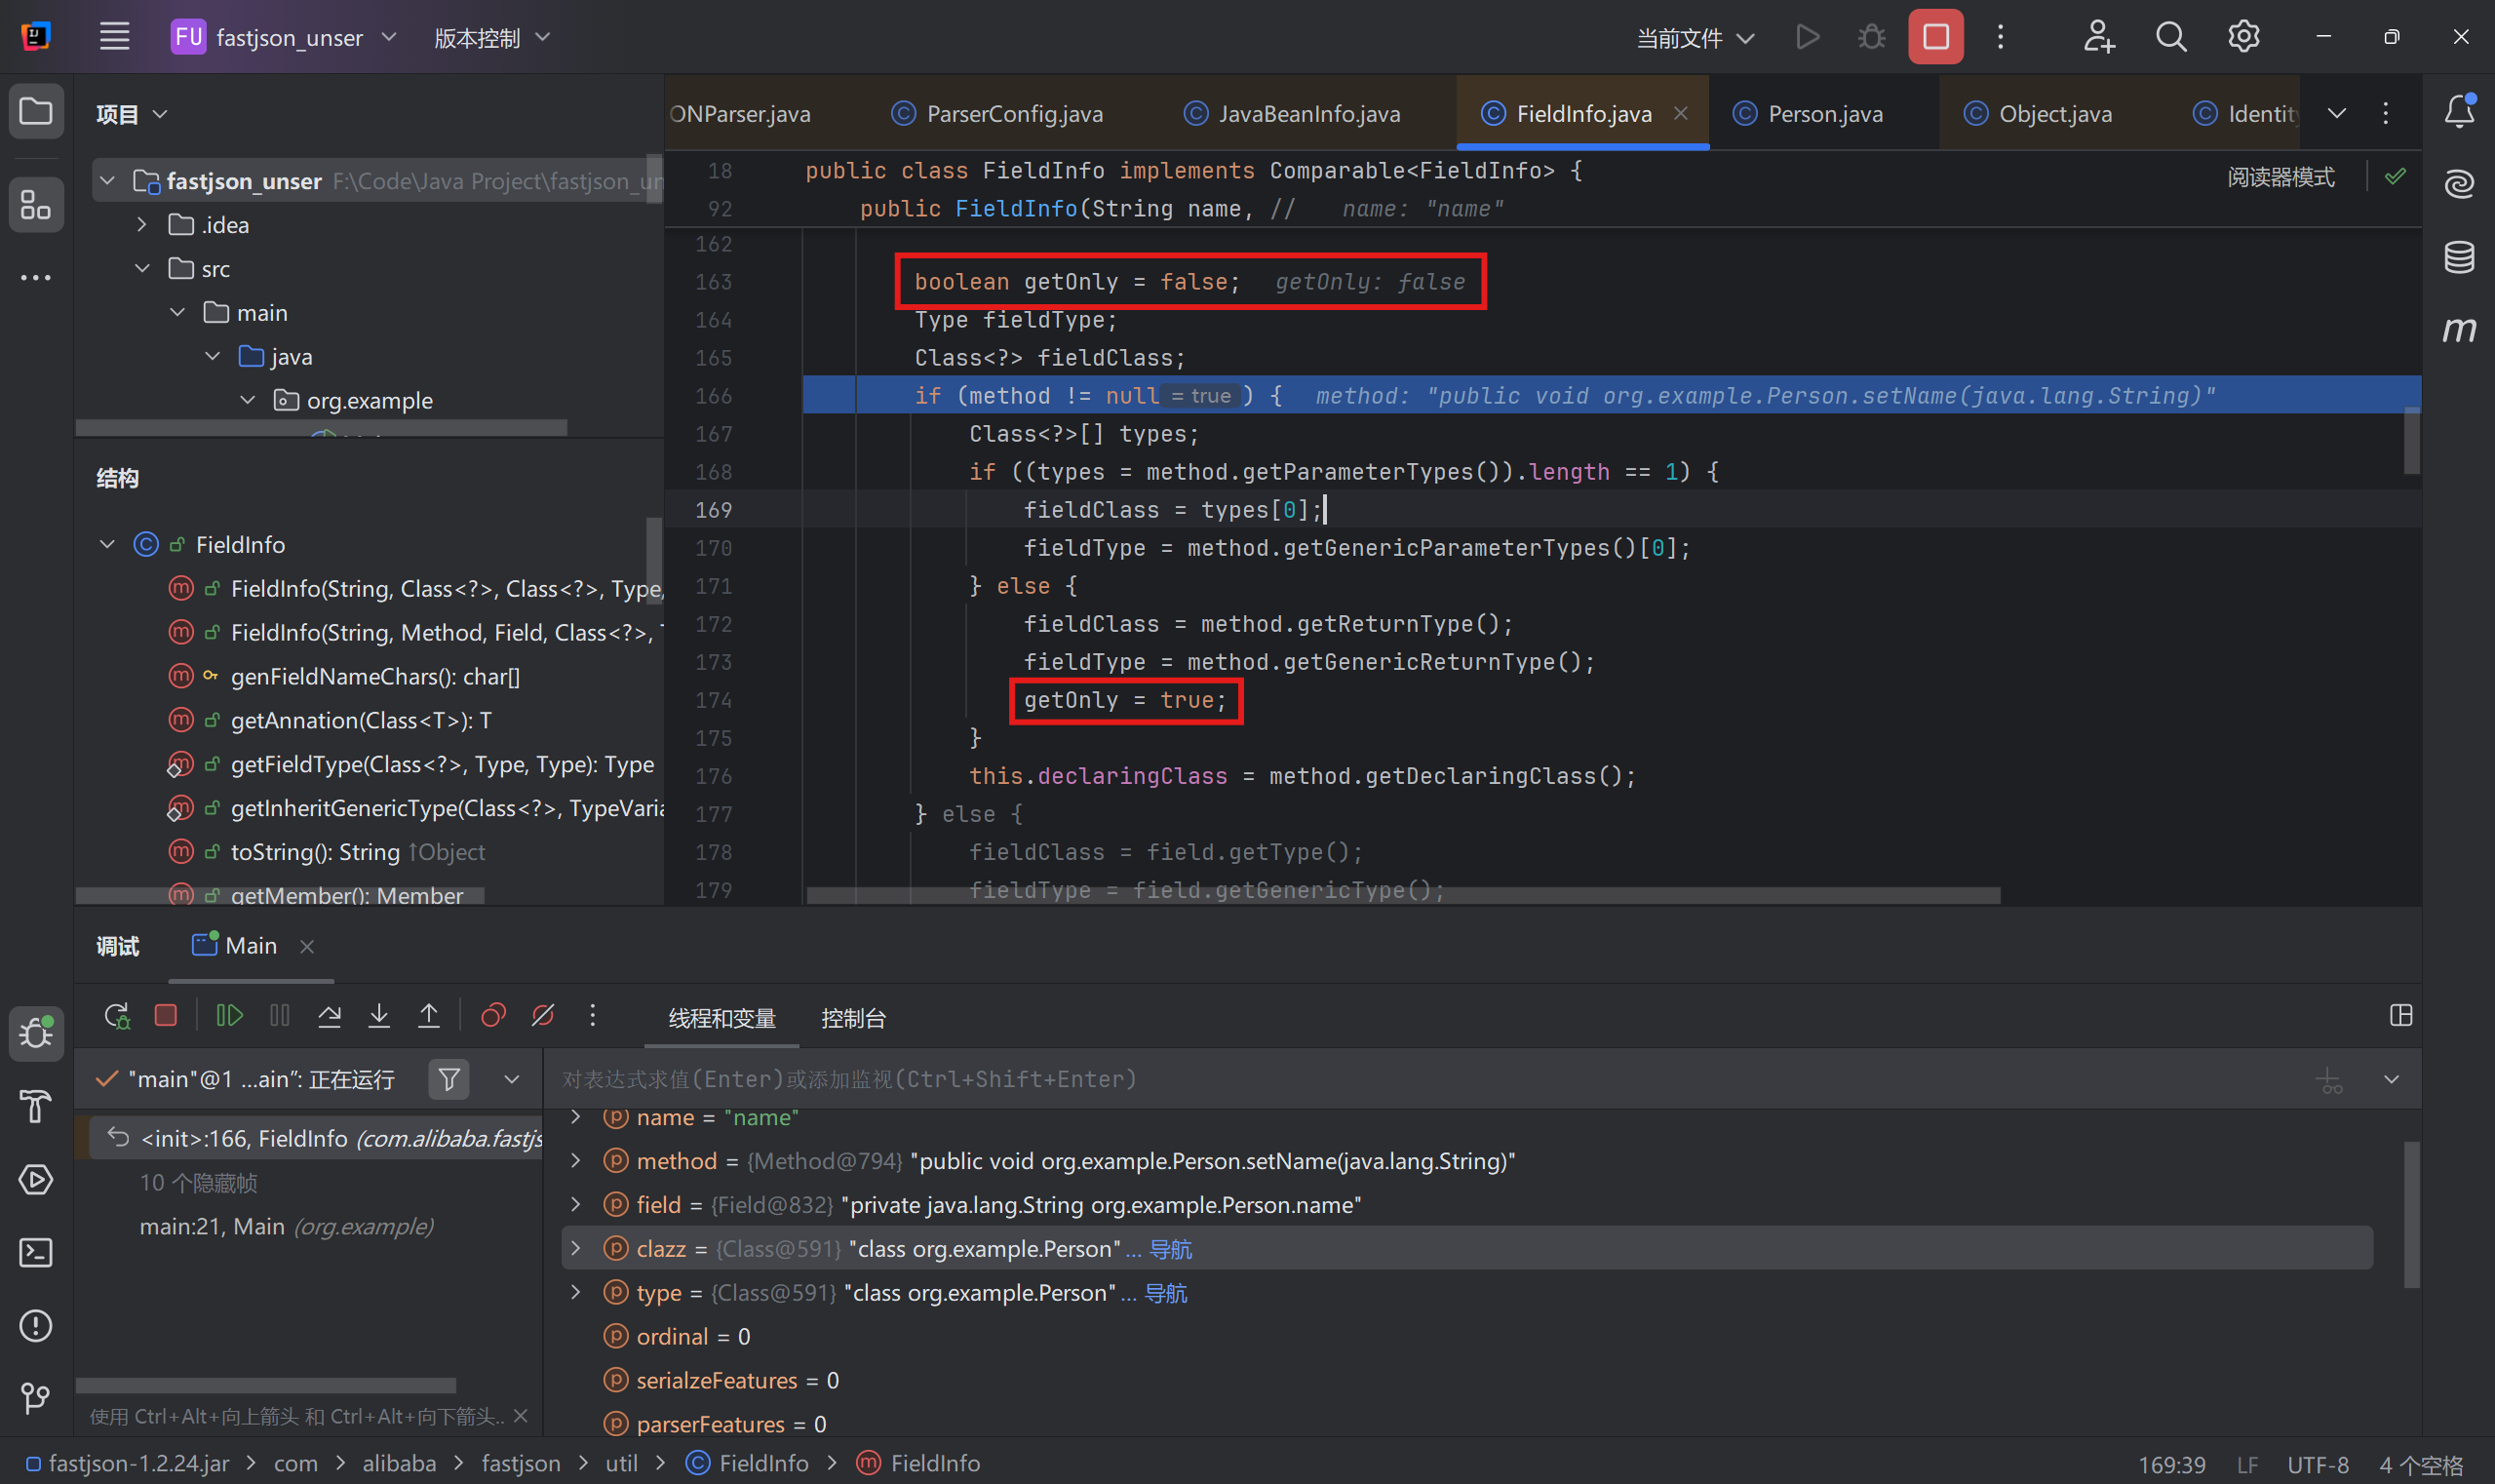 FU fastjson_unser 版本控制 当前文件
项目
fastjson_unser F:\Code\Java Project\fastjson_un
.idea
src
main
java
org.example
结构
FieldInfo
FieldInfo(String, Class<?>, Class<?>, Type,
FieldInfo(String, Method, Field, Class<?>,
genFieldNameChars(): char[]
getAnnation(Class<T>): T
getFieldType(Class<?>, Type, Type): Type
getInheritGenericType(Class<?>, TypeVaria
toString(): String ↑Object
getMember(): Member
ONParser.java ParserConfig.java JavaBeanInfo.java FieldInfo.java Person.java Object.java Identity
阅读器模式
18 public class FieldInfo implements Comparable<FieldInfo> {
92 public FieldInfo(String name, // name: "name"
162
163 boolean getOnly = false; getOnly: false
164 Type fieldType;
165 Class<?> fieldClass;
166 if (method != null = true ) { method: "public void org.example.Person.setName(java.lang.String)"
167 Class<?>[] types;
168 if ((types = method.getParameterTypes()).length == 1) {
169 fieldClass = types[0];
170 fieldType = method.getGenericParameterTypes()[0];
171 } else {
172 fieldClass = method.getReturnType();
173 fieldType = method.getGenericReturnType();
174 getOnly = true;
175 }
176 this.declaringClass = method.getDeclaringClass();
177 } else {
178 fieldClass = field.getType();
179 fieldType = field.getGenericType();
调试 Main
线程和变量 控制台
"main"@1 ...ain": 正在运行
<init>:166, FieldInfo (com.alibaba.fastjs
10 个隐藏帧
main:21, Main (org.example)
使用 Ctrl+Alt+向上箭头 和 Ctrl+Alt+向下箭头...
对表达式求值(Enter)或添加监视(Ctrl+Shift+Enter)
name = "name"
method = {Method@794} "public void org.example.Person.setName(java.lang.String)"
field = {Field@832} "private java.lang.String org.example.Person.name"
clazz = {Class@591} "class org.example.Person" ... 导航
type = {Class@591} "class org.example.Person" ... 导航
ordinal = 0
serialzeFeatures = 0
parserFeatures = 0
fastjson-1.2.24.jar > com > alibaba > fastjson > util > FieldInfo > FieldInfo
169:39 LF UTF-8 4 个空格